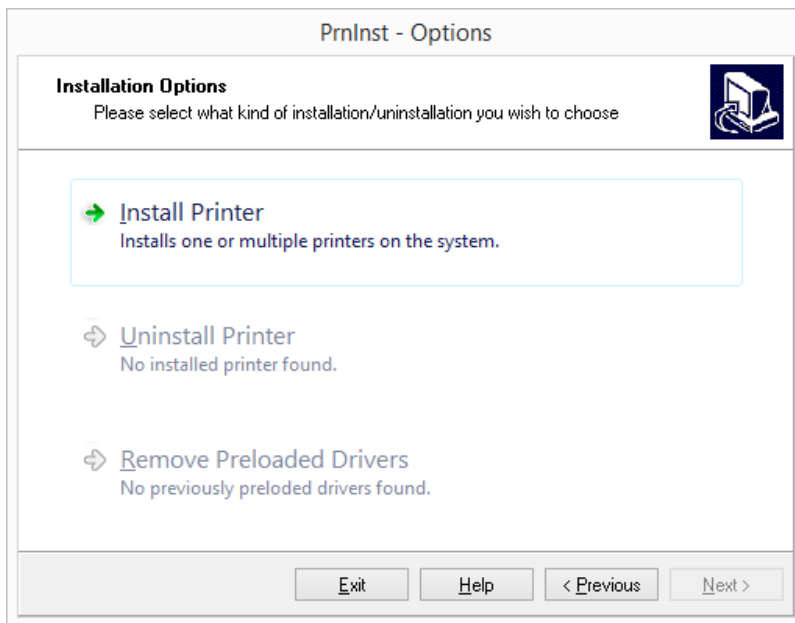 PrnInst - Options
Installation Options
Please select what kind of installation/uninstallation you wish to choose
Install Printer
Installs one or multiple printers on the system.
Uninstall Printer
No installed printer found.
Remove Preloaded Drivers
No previously preloded drivers found.
Exit Help < Previous Next >